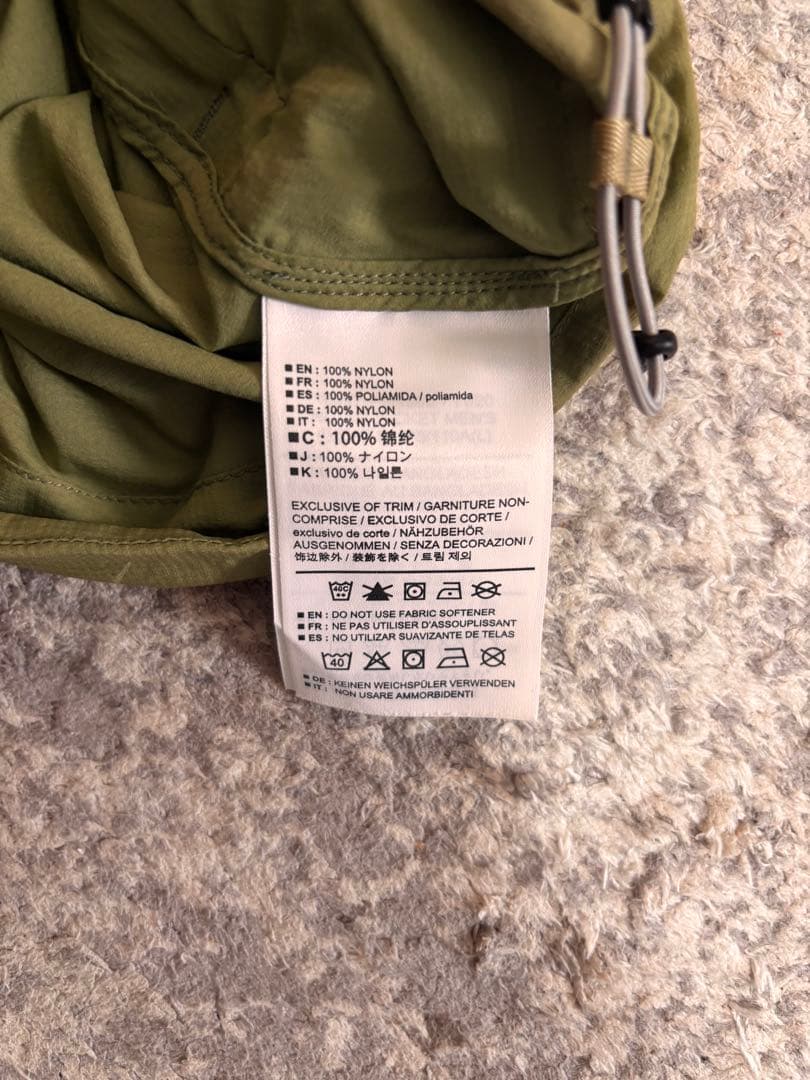 ■ EN : 100% NYLON
■ FR : 100% NYLON
■ ES : 100% POLIAMIDA / poliamida
■ DE : 100% NYLON
■ IT : 100% NYLON
■ C : 100% 锦纶
■ J : 100% ナイロン
■ K : 100% 나일론
EXCLUSIVE OF TRIM / GARNITURE NON-
COMPRISE / EXCLUSIVO DE CORTE /
exclusivo de corte / NÄHZUBEHÖR
AUSGENOMMEN / SENZA DECORAZIONI /
饰边除外 / 装飾を除く / 트림 제외
40C
■ EN : DO NOT USE FABRIC SOFTENER
■ FR : NE PAS UTILISER D'ASSOUPLISSANT
■ ES : NO UTILIZAR SUAVIZANTE DE TELAS
40
■ DE : KEINEN WEICHSPÜLER VERWENDEN
■ IT : NON USARE AMMORBIDENTI